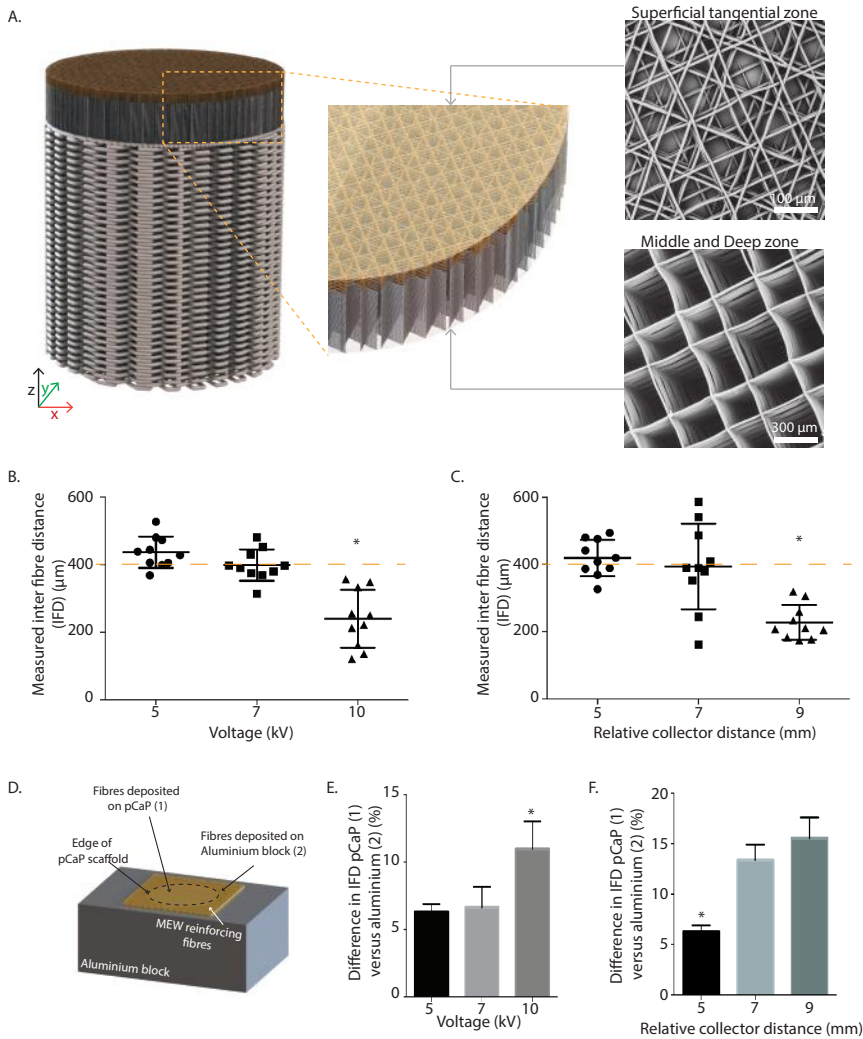 A.
Superficial tangential zone
100 µm
Middle and Deep zone
300 µm
z
y
x
B.
600
400
200
0
Measured inter fibre distance
(IFD) (µm)
*
5
7
10
Voltage (kV)
C.
600
400
200
0
Measured inter fibre distance
(IFD) (µm)
*
5
7
9
Relative collector distance (mm)
D.
Fibres deposited
on pCaP (1)
Edge of
pCaP scaffold
Fibres deposited on
Aluminium block (2)
MEW reinforcing
fibres
Aluminium block
E.
15
10
5
0
Difference in IFD pCaP (1)
versus aluminium (2) (%)
*
5
7
10
Voltage (kV)
F.
20
15
10
5
0
Difference in IFD pCaP (1)
versus aluminium (2) (%)
*
5
7
9
Relative collector distance (mm)